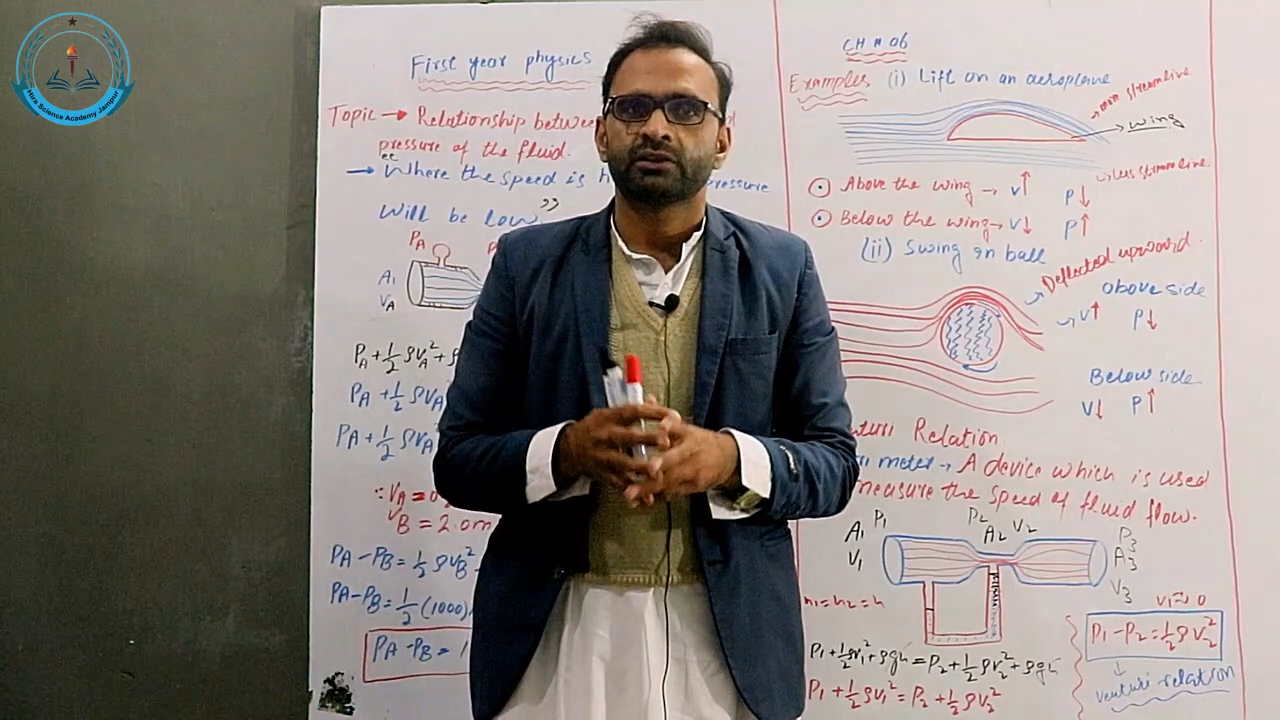 Hira Science Academy Jampur
First year physics
Topic → Relationship between
pressure of the fluid.
→ "Where the speed is pressure
will be low"
PA
A1
VA
PA + 1/2 ρVA² +
PA + 1/2 ρVA
PA + 1/2 ρVA
∵ VA = 0
VB = 2.0m
PA - PB = 1/2 ρVB²
PA - PB = 1/2 (1000)
PA - PB = 1
CH # 06
Examples (i) Lift on an aeroplane
streamline
→ wing
less streamline.
⊙ Above the wing → V↑ P↓
⊙ Below the wing → V↓ P↑
(ii) Swing in ball
Deflected upward.
above side
→ V↑ P↓
Below side
V↓ P↑
Relation
meter → A device which is used
measure the speed of fluid flow.
A1 P1
V1
P2
A2 V2
P3
A3
V3
h1 = h2 = h
V1 ≈ 0
P1 + 1/2 ρV1² + ρgh = P2 + 1/2 ρV2² + ρgh
P1 + 1/2 ρV1² = P2 + 1/2 ρV2²
P1 - P2 = 1/2 ρV2²
venturi relation